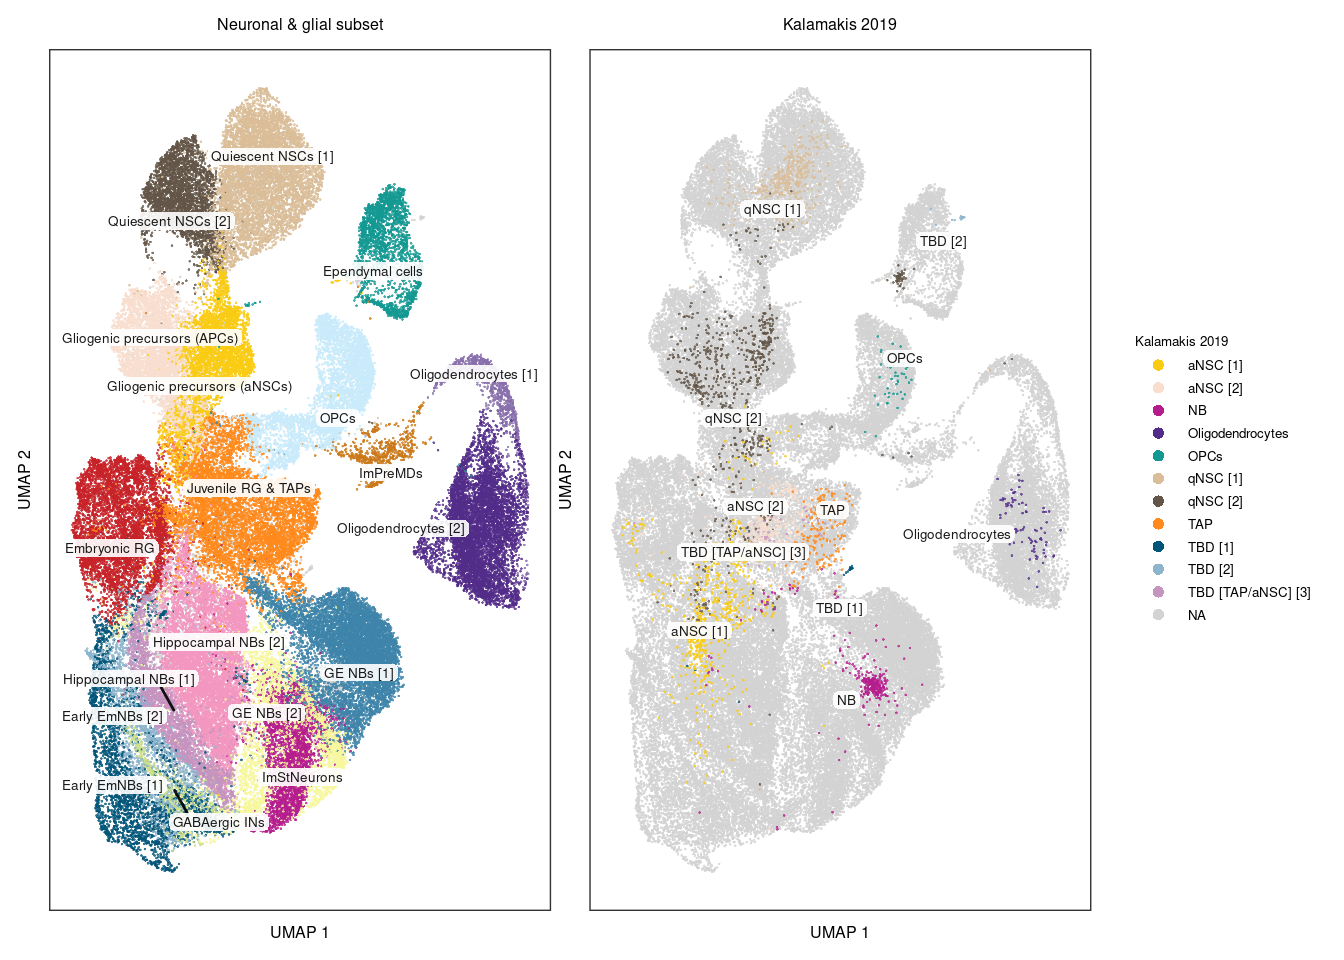 Neuronal & glial subset
Quiescent NSCs [1]
Quiescent NSCs [2]
Ependymal cells
Gliogenic precursors (APCs)
Oligodendrocytes [1]
Gliogenic precursors (aNSCs)
OPCs
ImPreMDs
Juvenile RG & TAPs
Oligodendrocytes [2]
Embryonic RG
Hippocampal NBs [2]
GE NBs [1]
Hippocampal NBs [1]
GE NBs [2]
Early EmNBs [2]
ImStNeurons
Early EmNBs [1]
GABAergic INs
UMAP 2
UMAP 1
Kalamakis 2019
qNSC [1]
TBD [2]
OPCs
qNSC [2]
aNSC [2]
TAP
Oligodendrocytes
TBD [TAP/aNSC] [3]
TBD [1]
aNSC [1]
NB
UMAP 2
UMAP 1
Kalamakis 2019
aNSC [1]
aNSC [2]
NB
Oligodendrocytes
OPCs
qNSC [1]
qNSC [2]
TAP
TBD [1]
TBD [2]
TBD [TAP/aNSC] [3]
NA